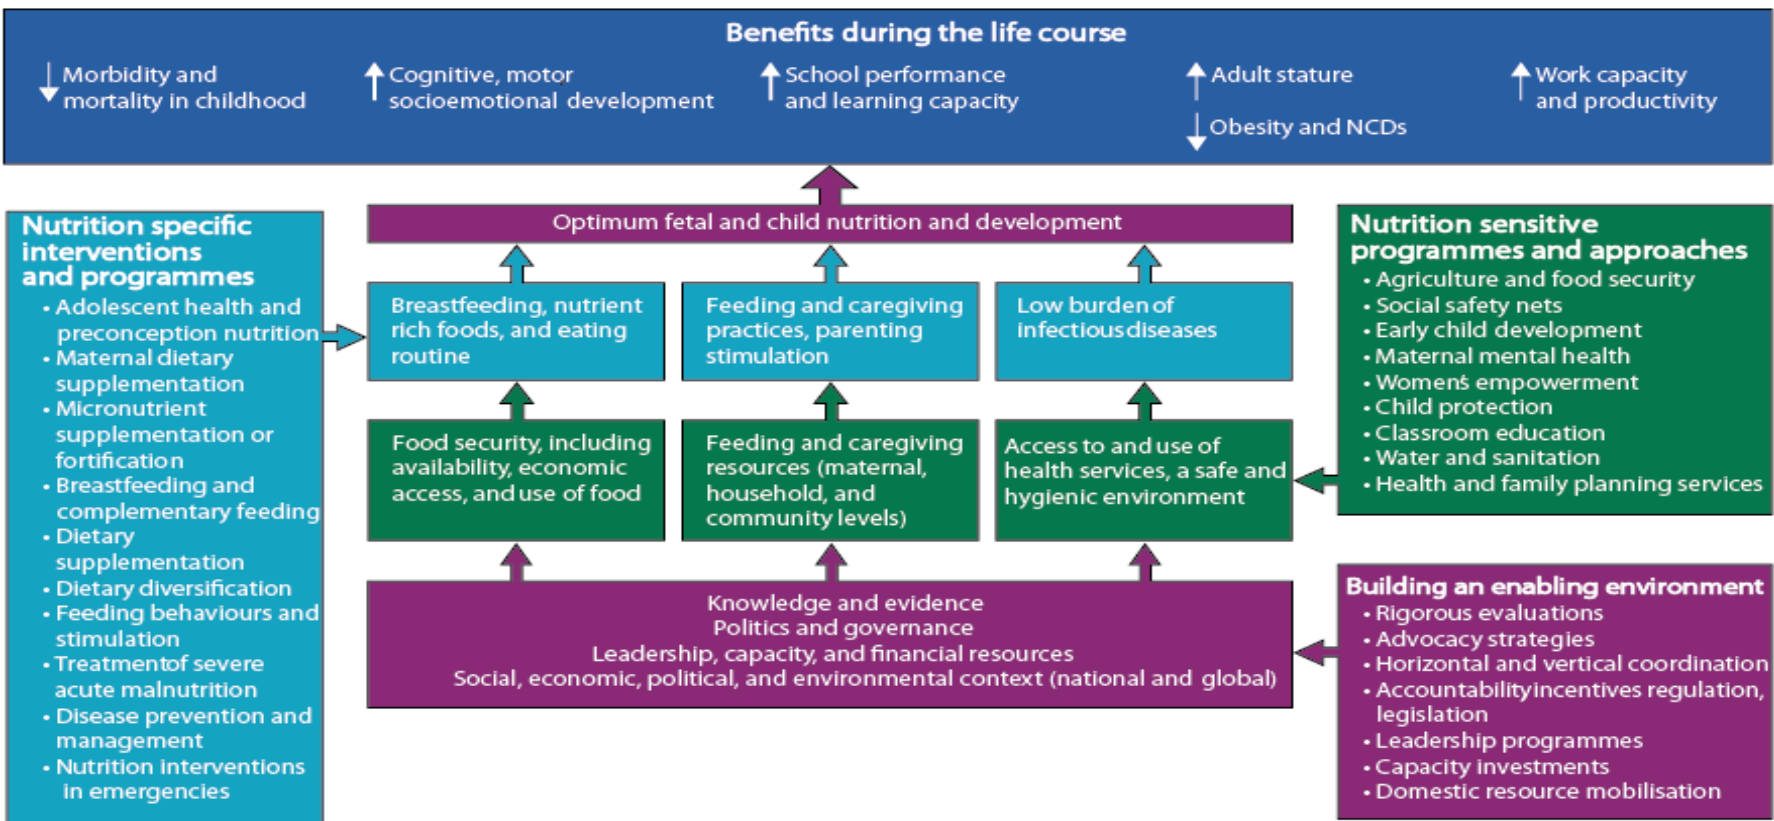 Benefits during the life course
Morbidity and
mortality in childhood
Cognitive, motor
socioemotional development
School performance
and learning capacity
Adult stature
Obesity and NCDs
Work capacity
and productivity
Nutrition specific
interventions
and programmes
• Adolescent health and
preconception nutrition
• Maternal dietary
supplementation
• Micronutrient
supplementation or
fortification
• Breastfeeding and
complementary feeding
• Dietary
supplementation
• Dietary diversification
• Feeding behaviours and
stimulation
• Treatmentof severe
acute malnutrition
• Disease prevention and
management
• Nutrition interventions
in emergencies
Optimum fetal and child nutrition and development
Breastfeeding, nutrient
rich foods, and eating
routine
Feeding and caregiving
practices, parenting
stimulation
Low burden of
infectiousdiseases
Food security, including
availability, economic
access, and use of food
Feeding and caregiving
resources (maternal,
household, and
community levels)
Access to and use of
health services, a safe and
hygienic environment
Knowledge and evidence
Politics and governance
Leadership, capacity, and financial resources
Social, economic, political, and environmental context (national and global)
Nutrition sensitive
programmes and approaches
• Agriculture and food security
• Social safety nets
• Early child development
• Maternal mental health
• Women's empowerment
• Child protection
• Classroom education
• Water and sanitation
• Health and family planning services
Building an enabling environment
• Rigorous evaluations
• Advocacy strategies
• Horizontal and vertical coordination
• Accountabilityincentives regulation,
legislation
• Leadership programmes
• Capacity investments
• Domestic resource mobilisation